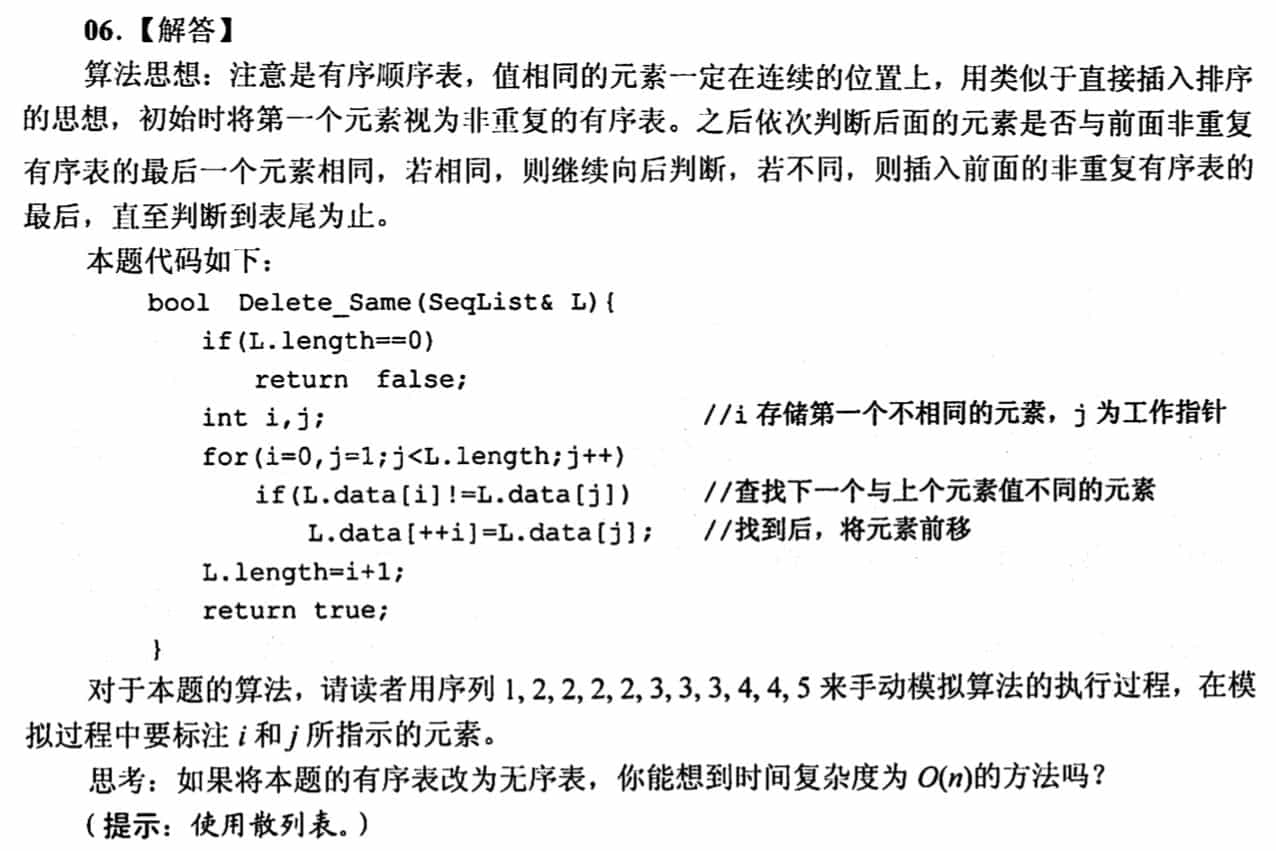 06.【解答】
算法思想：注意是有序顺序表，值相同的元素一定在连续的位置上，用类似于直接插入排序
的思想，初始时将第一个元素视为非重复的有序表。之后依次判断后面的元素是否与前面非重复
有序表的最后一个元素相同，若相同，则继续向后判断，若不同，则插入前面的非重复有序表的
最后，直至判断到表尾为止。
本题代码如下：
bool Delete_Same(SeqList& L){
if(L.length==0)
return false;
int i,j; //i 存储第一个不相同的元素，j 为工作指针
for(i=0,j=1;j<L.length;j++)
if(L.data[i]!=L.data[j]) //查找下一个与上个元素值不同的元素
L.data[++i]=L.data[j]; //找到后，将元素前移
L.length=i+1;
return true;
}
对于本题的算法，请读者用序列 1, 2, 2, 2, 2, 3, 3, 3, 4, 4, 5 来手动模拟算法的执行过程，在模
拟过程中要标注 i 和 j 所指示的元素。
思考：如果将本题的有序表改为无序表，你能想到时间复杂度为 O(n)的方法吗？
（提示：使用散列表。）